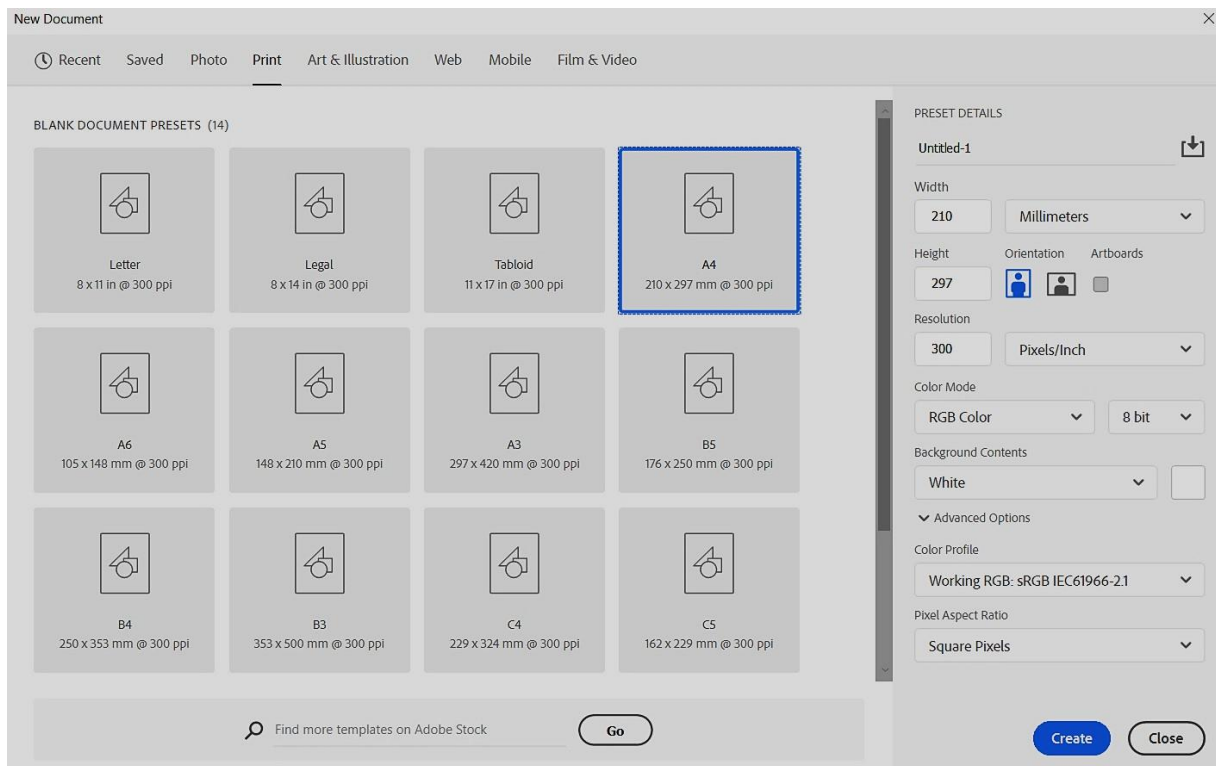 New Document
Recent Saved Photo Print Art & Illustration Web Mobile Film & Video
BLANK DOCUMENT PRESETS (14)
Letter
8 x 11 in @ 300 ppi
Legal
8 x 14 in @ 300 ppi
Tabloid
11 x 17 in @ 300 ppi
A4
210 x 297 mm @ 300 ppi
A6
105 x 148 mm @ 300 ppi
A5
148 x 210 mm @ 300 ppi
A3
297 x 420 mm @ 300 ppi
B5
176 x 250 mm @ 300 ppi
B4
250 x 353 mm @ 300 ppi
B3
353 x 500 mm @ 300 ppi
C4
229 x 324 mm @ 300 ppi
C5
162 x 229 mm @ 300 ppi
Find more templates on Adobe Stock
Go
PRESET DETAILS
Untitled-1
Width
210 Millimeters
Height Orientation Artboards
297
Resolution
300 Pixels/Inch
Color Mode
RGB Color 8 bit
Background Contents
White
Advanced Options
Color Profile
Working RGB: sRGB IEC61966-2.1
Pixel Aspect Ratio
Square Pixels
Create Close